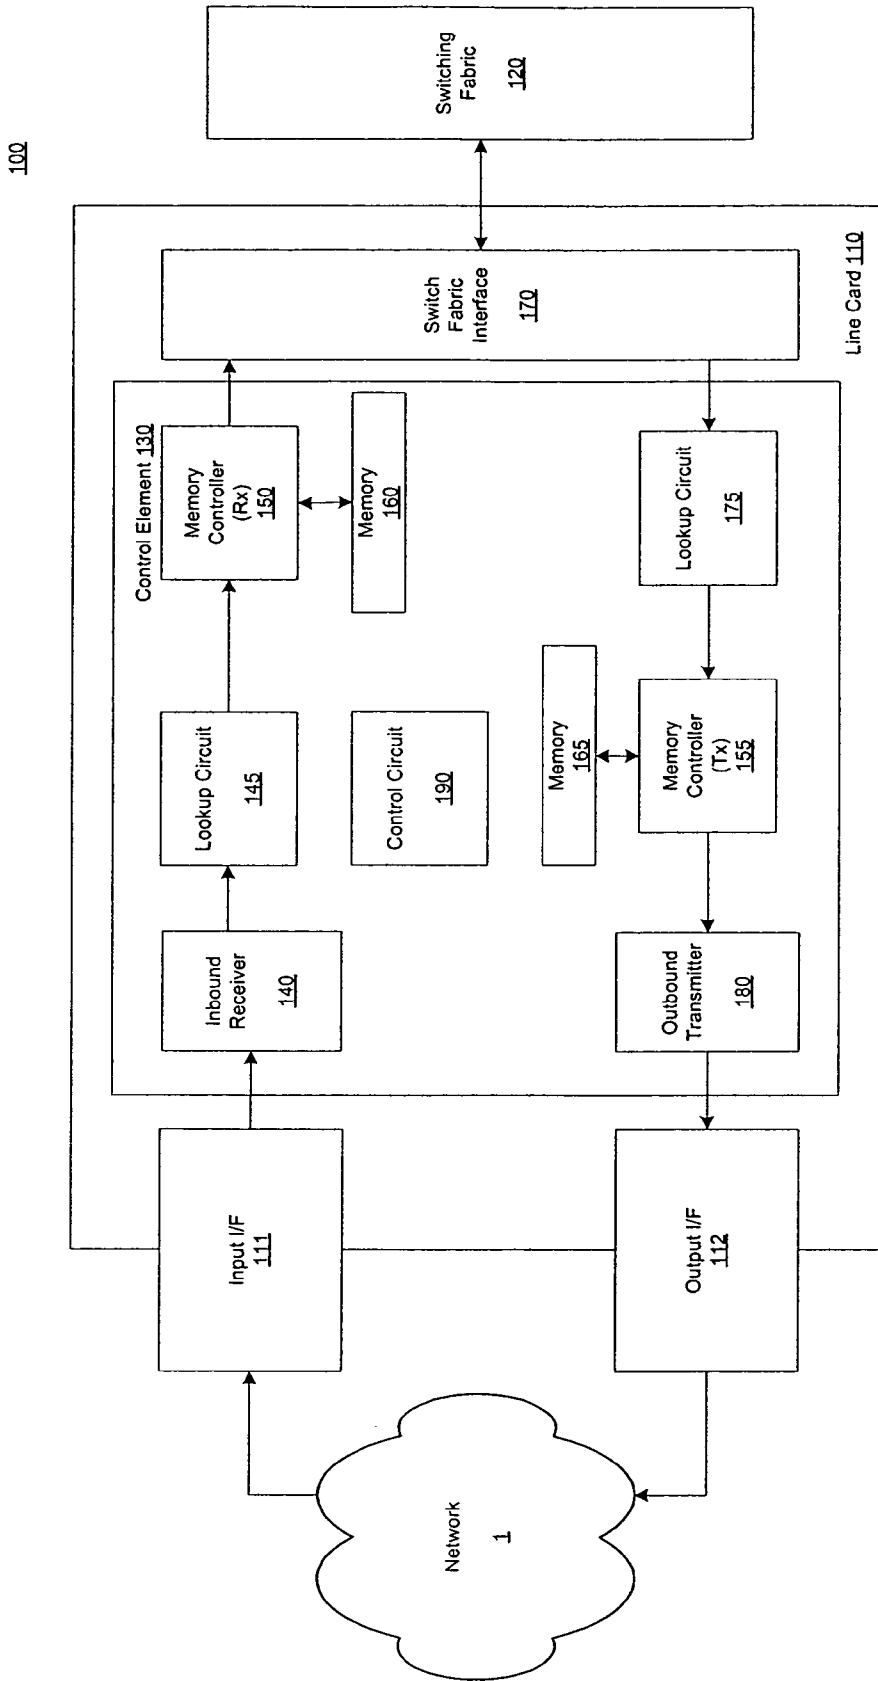 100
Switching
Fabric
120
Line Card 110
Switch
Fabric
Interface
170
Control Element 130
Input I/F
111
Inbound
Receiver
140
Lookup Circuit
145
Memory
Controller
(Rx)
150
Memory
160
Control Circuit
190
Network
1
Memory
165
Lookup Circuit
175
Memory
Controller
(Tx)
155
Outbound
Transmitter
180
Output I/F
112